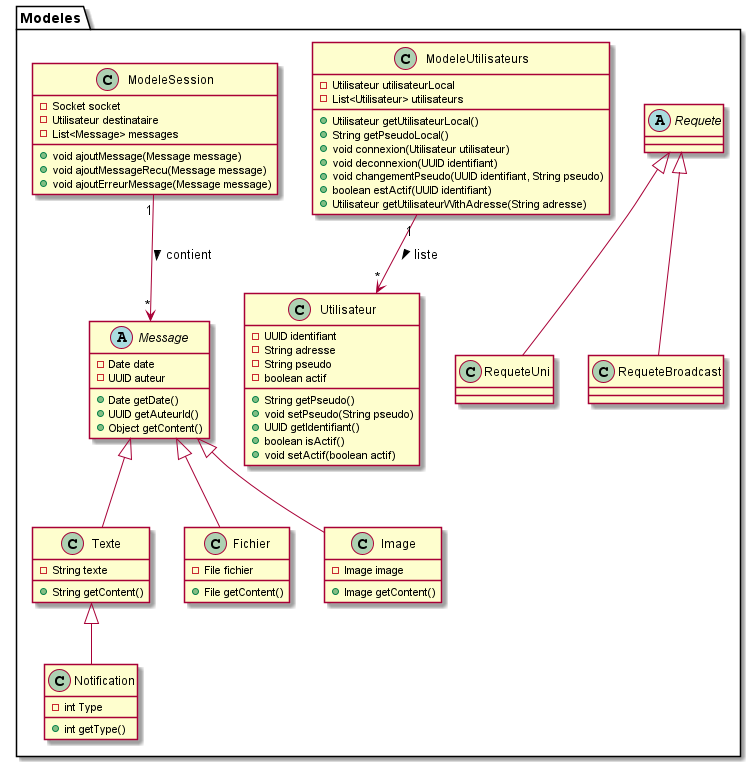 Modeles
C ModeleSession
Socket socket
Utilisateur destinataire
List<Message> messages
void ajoutMessage(Message message)
void ajoutMessageRecu(Message message)
void ajoutErreurMessage(Message message)
C ModeleUtilisateurs
Utilisateur utilisateurLocal
List<Utilisateur> utilisateurs
Utilisateur getUtilisateurLocal()
String getPseudoLocal()
void connexion(Utilisateur utilisateur)
void deconnexion(UUID identifiant)
void changementPseudo(UUID identifiant, String pseudo)
boolean estActif(UUID identifiant)
Utilisateur getUtilisateurWithAdresse(String adresse)
A Requete
1
contient
*
1
liste
*
A Message
Date date
UUID auteur
Date getDate()
UUID getAuteurId()
Object getContent()
C Utilisateur
UUID identifiant
String adresse
String pseudo
boolean actif
String getPseudo()
void setPseudo(String pseudo)
UUID getIdentifiant()
boolean isActif()
void setActif(boolean actif)
C RequeteUni
C RequeteBroadcast
C Texte
String texte
String getContent()
C Fichier
File fichier
File getContent()
C Image
Image image
Image getContent()
C Notification
int Type
int getType()